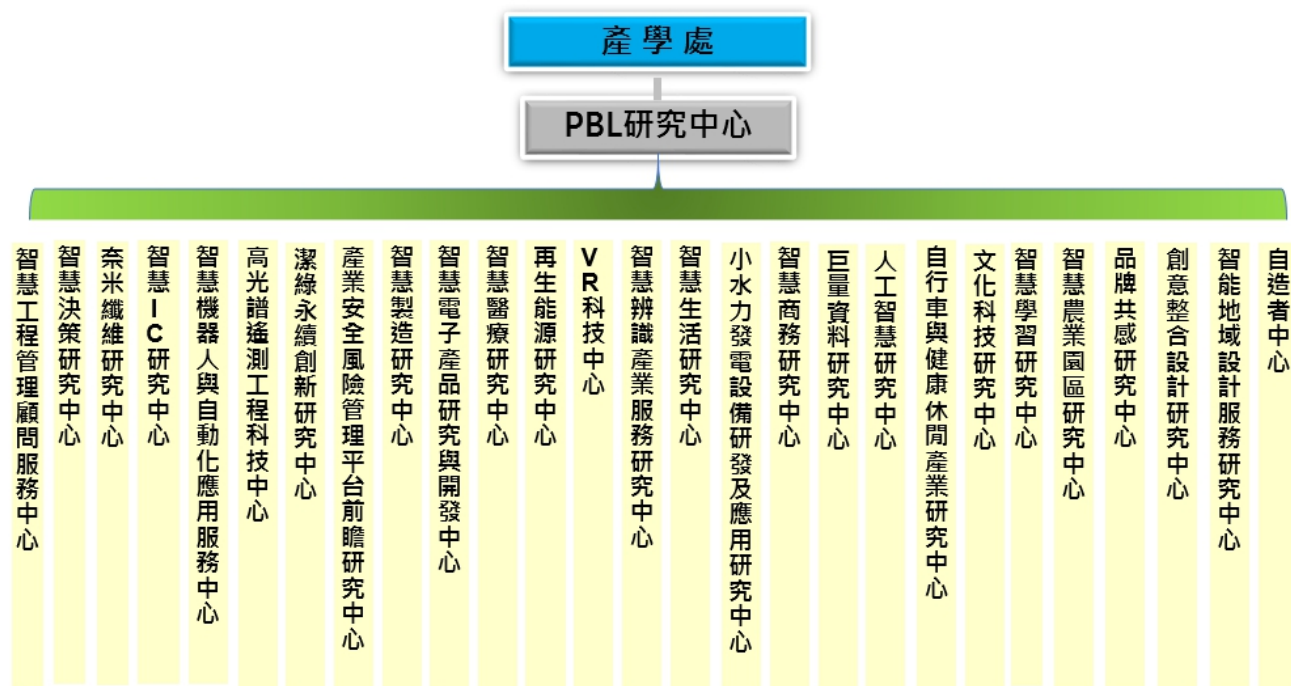 產學處
PBL研究中心
智慧工程管理顧問服務中心
智慧決策研究中心
奈米纖維研究中心
智慧IC研究中心
智慧機器人與自動化應用服務中心
高光譜遙測工程科技中心
潔綠永續創新研究中心
產業安全風險管理平台前瞻研究中心
智慧製造研究中心
智慧電子產品研究與開發中心
智慧醫療研究中心
再生能源研究中心
VR科技中心
智慧辨識產業服務研究中心
智慧生活研究中心
小水力發電設備研發及應用研究中心
智慧商務研究中心
巨量資料研究中心
人工智慧研究中心
自行車與健康休閒產業研究中心
文化科技研究中心
智慧學習研究中心
智慧農業園區研究中心
品牌共感研究中心
創意整合設計研究中心
智能地域設計服務研究中心
自造者中心